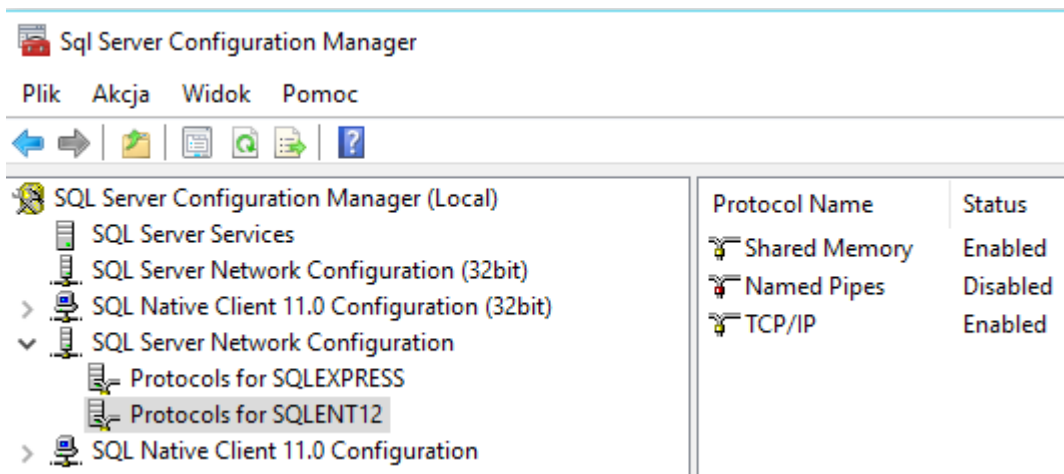 Sql Server Configuration Manager
Plik Akcja Widok Pomoc
?
SQL Server Configuration Manager (Local)
SQL Server Services
SQL Server Network Configuration (32bit)
SQL Native Client 11.0 Configuration (32bit)
SQL Server Network Configuration
Protocols for SQLEXPRESS
Protocols for SQLENT12
SQL Native Client 11.0 Configuration
Protocol Name Status
Shared Memory Enabled
Named Pipes Disabled
TCP/IP Enabled